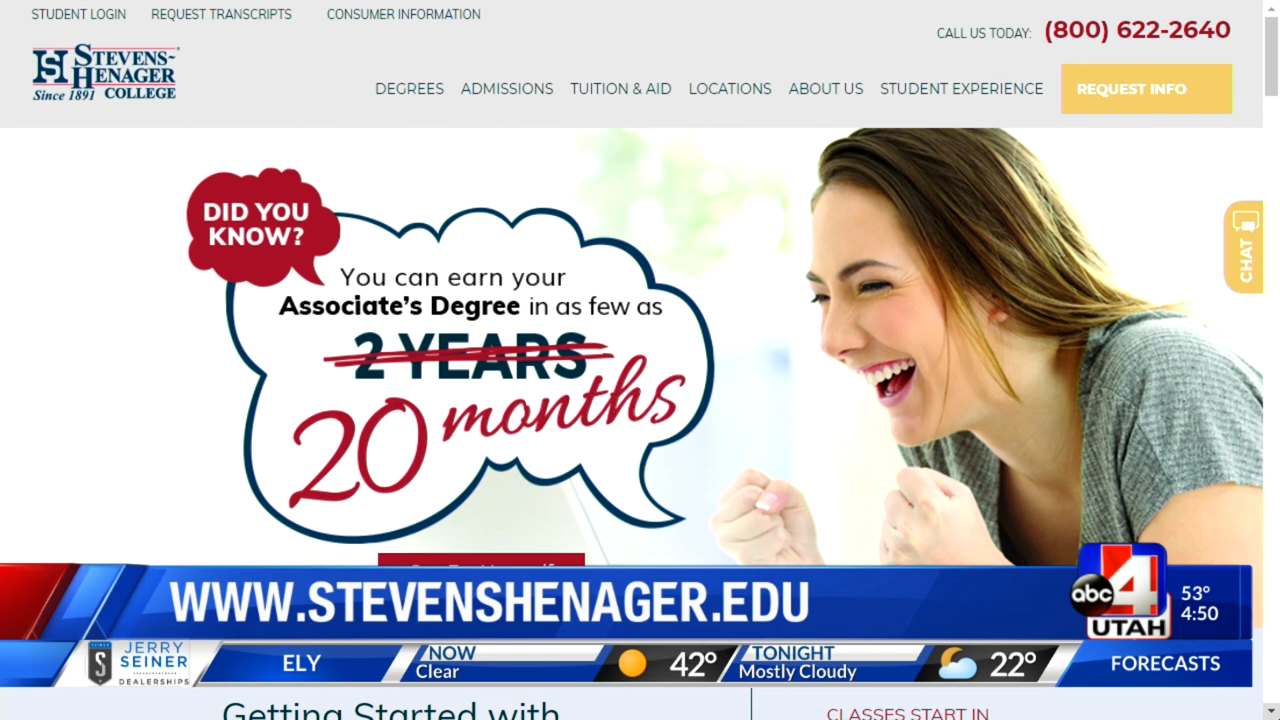 STUDENT LOGIN REQUEST TRANSCRIPTS CONSUMER INFORMATION
CALL US TODAY: (800) 622-2640
STEVENS-
HENAGER
Since 1891 COLLEGE
DEGREES ADMISSIONS TUITION & AID LOCATIONS ABOUT US STUDENT EXPERIENCE REQUEST INFO
DID YOU
KNOW?
You can earn your
Associate's Degree in as few as
2 YEARS
20 months
CHAT
WWW.STEVENSHENAGER.EDU
abc 4
UTAH
53°
4:50
JERRY
SEINER
DEALERSHIPS
ELY
NOW
Clear
42°
TONIGHT
Mostly Cloudy
22°
FORECASTS
Getting Started with
CLASSES START IN